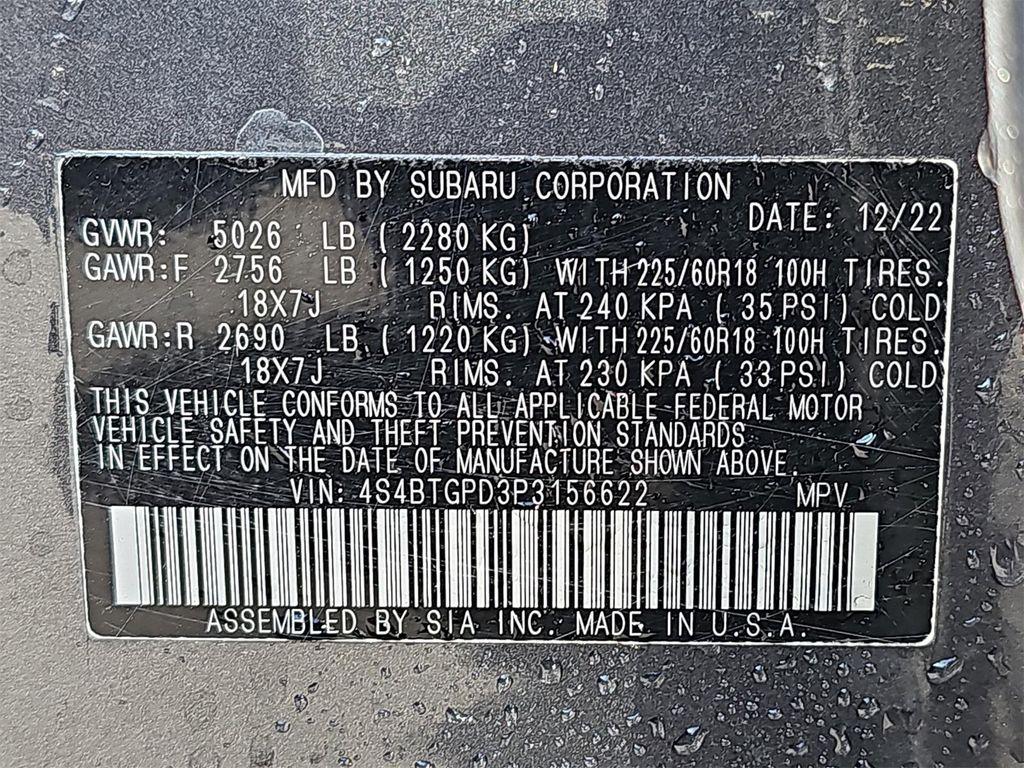 MFD BY SUBARU CORPORATION
DATE: 12/22
GVWR: 5026 LB ( 2280 KG)
GAWR:F 2756 LB ( 1250 KG) WITH 225/60R18 100H TIRES.
18X7J RIMS. AT 240 KPA ( 35 PSI) COLD
GAWR:R 2690 LB ( 1220 KG) WITH 225/60R18 100H TIRES.
18X7J RIMS. AT 230 KPA ( 33 PSI) COLD
THIS VEHICLE CONFORMS TO ALL APPLICABLE FEDERAL MOTOR
VEHICLE SAFETY AND THEFT PREVENTION STANDARDS
IN EFFECT ON THE DATE OF MANUFACTURE SHOWN ABOVE.
VIN: 4S4BTGPD3P3156622 MPV
ASSEMBLED BY SIA INC. MADE IN U.S.A.